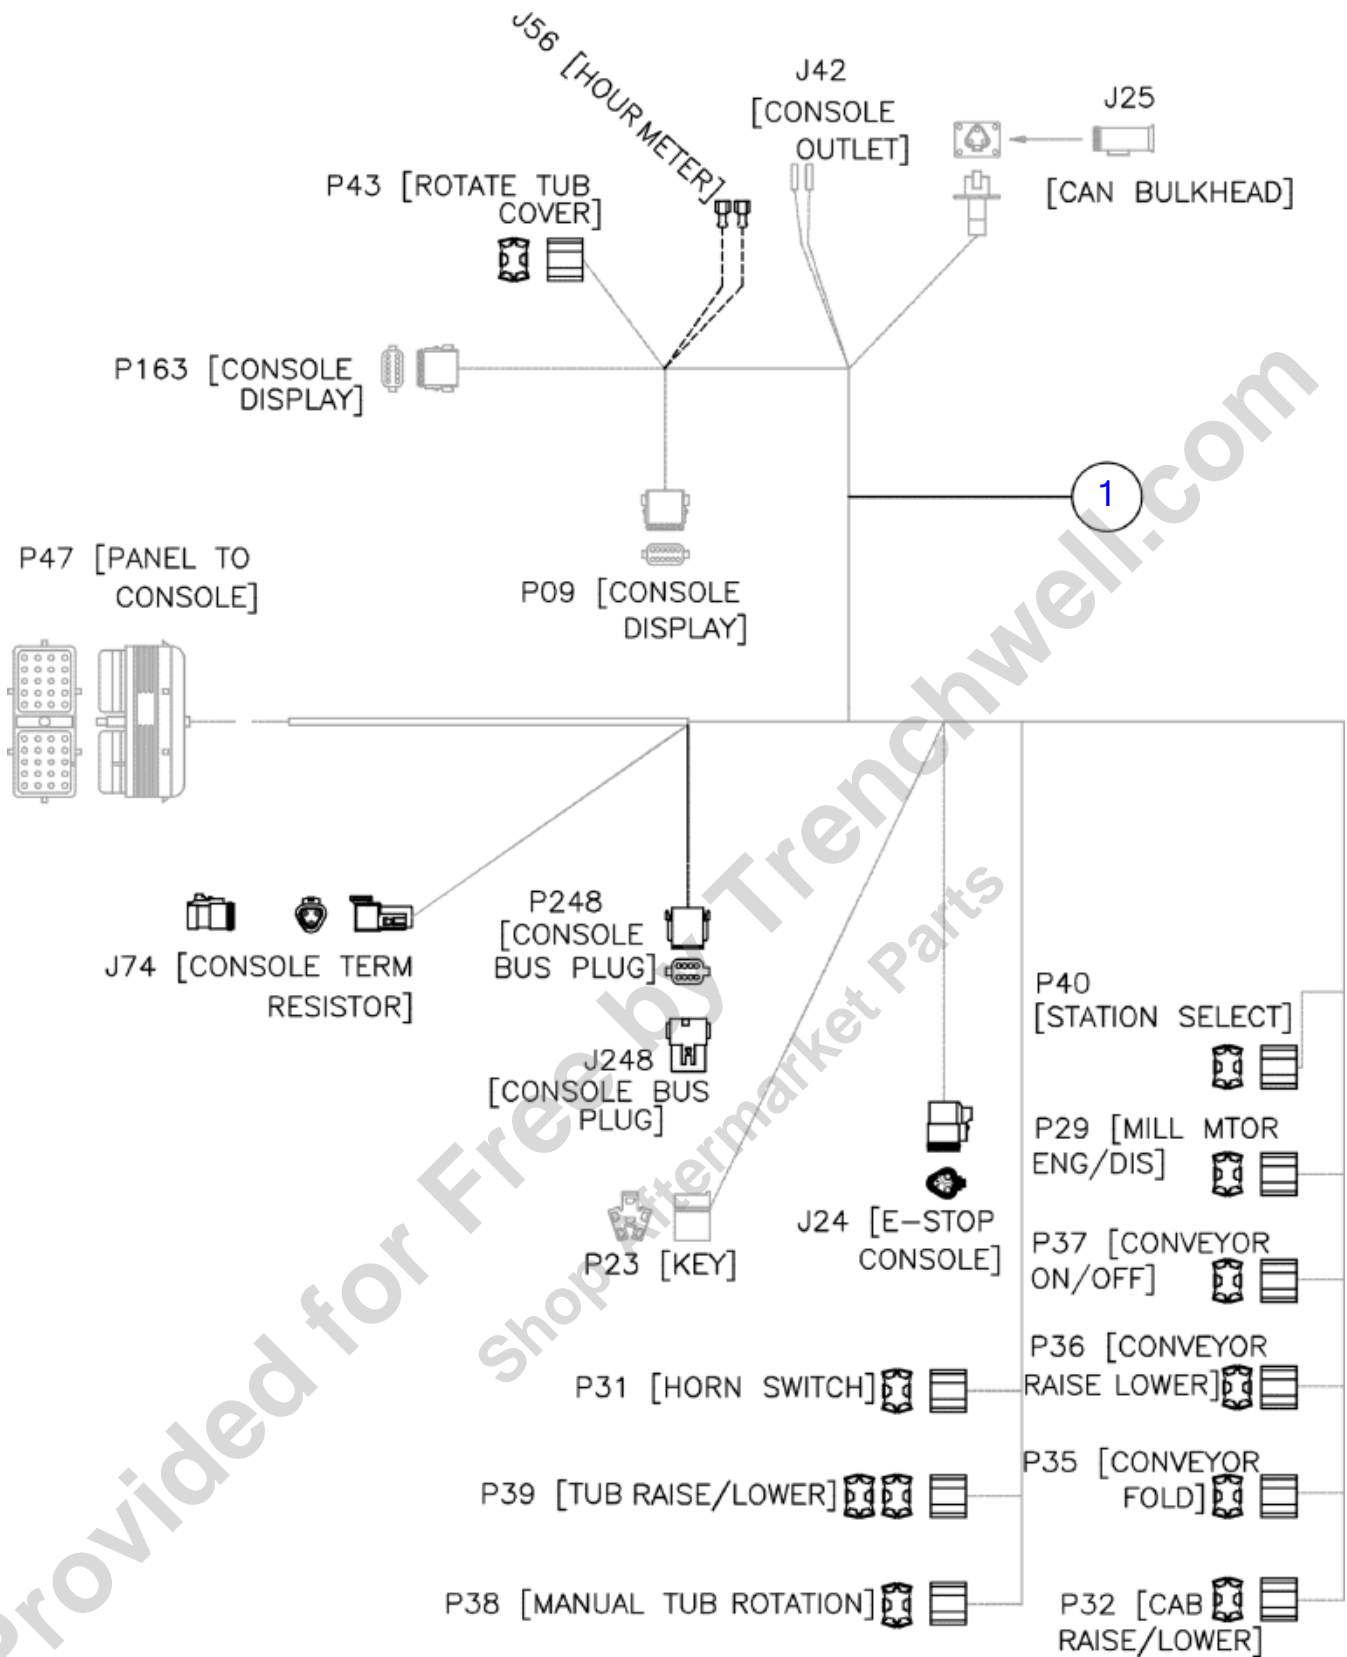 J56 [HOUR METER]
J42
[CONSOLE
OUTLET]
J25
[CAN BULKHEAD]
P43 [ROTATE TUB
COVER]
P163 [CONSOLE
DISPLAY]
1
P09 [CONSOLE
DISPLAY]
P47 [PANEL TO
CONSOLE]
J74 [CONSOLE TERM
RESISTOR]
P248
[CONSOLE
BUS PLUG]
J248
[CONSOLE BUS
PLUG]
P23 [KEY]
J24 [E-STOP
CONSOLE]
P40
[STATION SELECT]
P29 [MILL MTOR
ENG/DIS]
P37 [CONVEYOR
ON/OFF]
P36 [CONVEYOR
RAISE LOWER]
P35 [CONVEYOR
FOLD]
P32 [CAB
RAISE/LOWER]
P31 [HORN SWITCH]
P39 [TUB RAISE/LOWER]
P38 [MANUAL TUB ROTATION]
Provided for Free by Trenchwell.com
Shop Aftermarket Parts